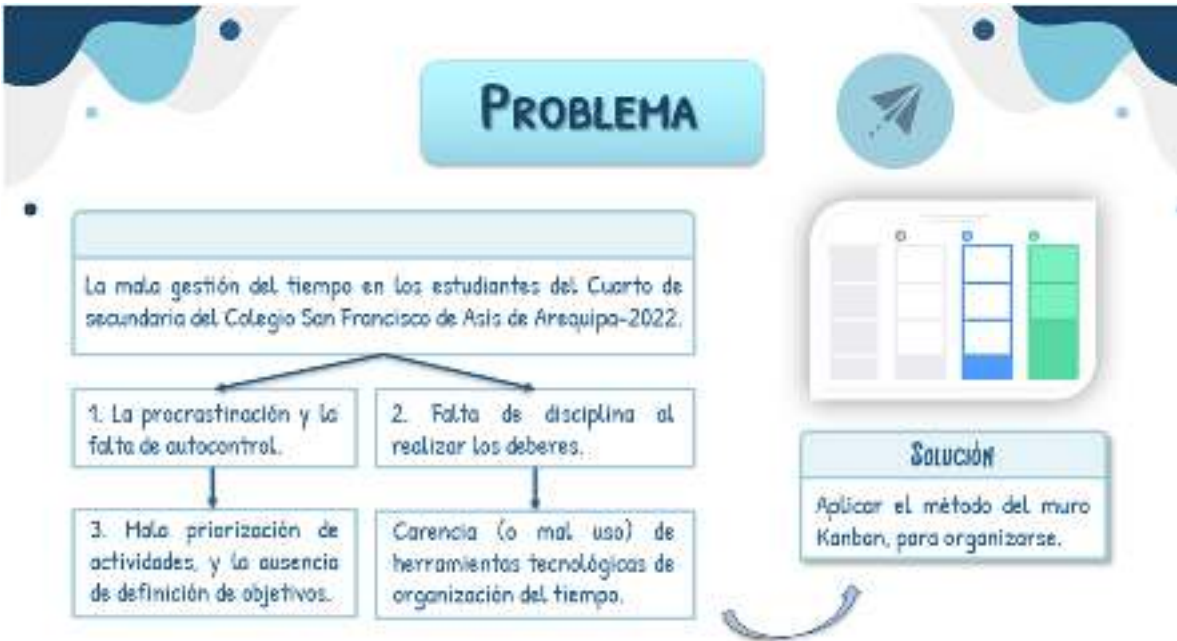 PROBLEMA
La mala gestión del tiempo en los estudiantes del Cuarto de
secundaria del Colegio San Francisco de Asis de Arequipa-2022.
1. La procrastinación y la
falta de autocontrol.
2. Falta de disciplina al
realizar los deberes.
3. Mala priorización de
actividades, y la ausencia
de definición de objetivos.
Carencia (o mal uso) de
herramientas tecnológicas de
organización del tiempo.
SOLUCIÓN
Aplicar el método del muro
Kanban, para organizarse.